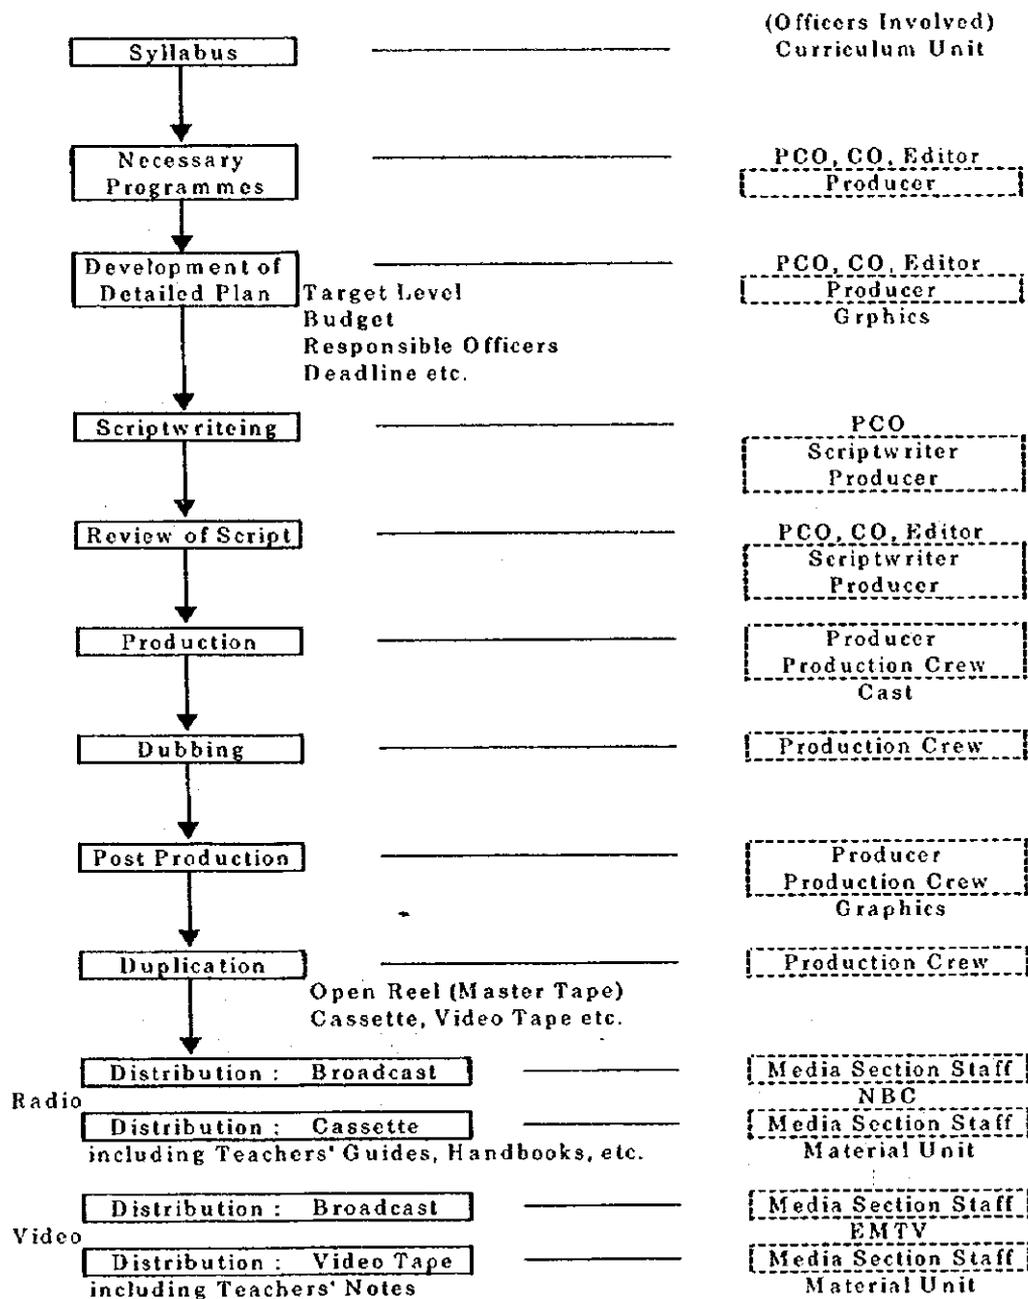 (Officers Involved)
Syllabus Curriculum Unit
Necessary PCO, CO, Editor
Programmes Producer
Development of PCO, CO, Editor
Detailed Plan Target Level Producer
Budget Grphics
Responsible Officers
Deadline etc.
Scriptwriteing PCO
Scriptwriter
Producer
Review of Script PCO, CO, Editor
Scriptwriter
Producer
Production Producer
Production Crew
Cast
Dubbing Production Crew
Post Production Producer
Production Crew
Graphics
Duplication Production Crew
Open Reel (Master Tape)
Cassette, Video Tape etc.
Distribution : Broadcast Media Section Staff
Radio NBC
Distribution : Cassette Media Section Staff
including Teachers' Guides, Handbooks, etc. Material Unit
Distribution : Broadcast Media Section Staff
Video EMTV
Distribution : Video Tape Media Section Staff
including Teachers' Notes Material Unit